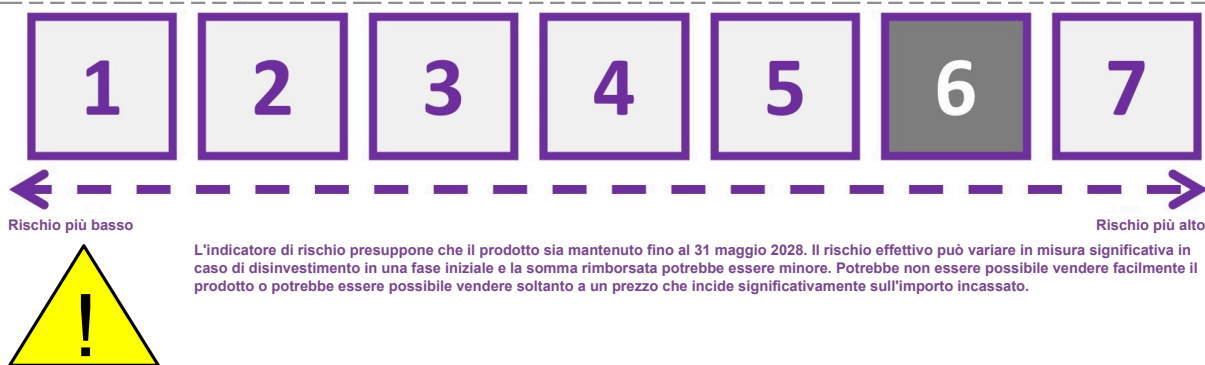 1 2 3 4 5 6 7
Rischio più basso Rischio più alto
L'indicatore di rischio presuppone che il prodotto sia mantenuto fino al 31 maggio 2028. Il rischio effettivo può variare in misura significativa in
caso di disinvestimento in una fase iniziale e la somma rimborsata potrebbe essere minore. Potrebbe non essere possibile vendere facilmente il
prodotto o potrebbe essere possibile vendere soltanto a un prezzo che incide significativamente sull'importo incassato.
!